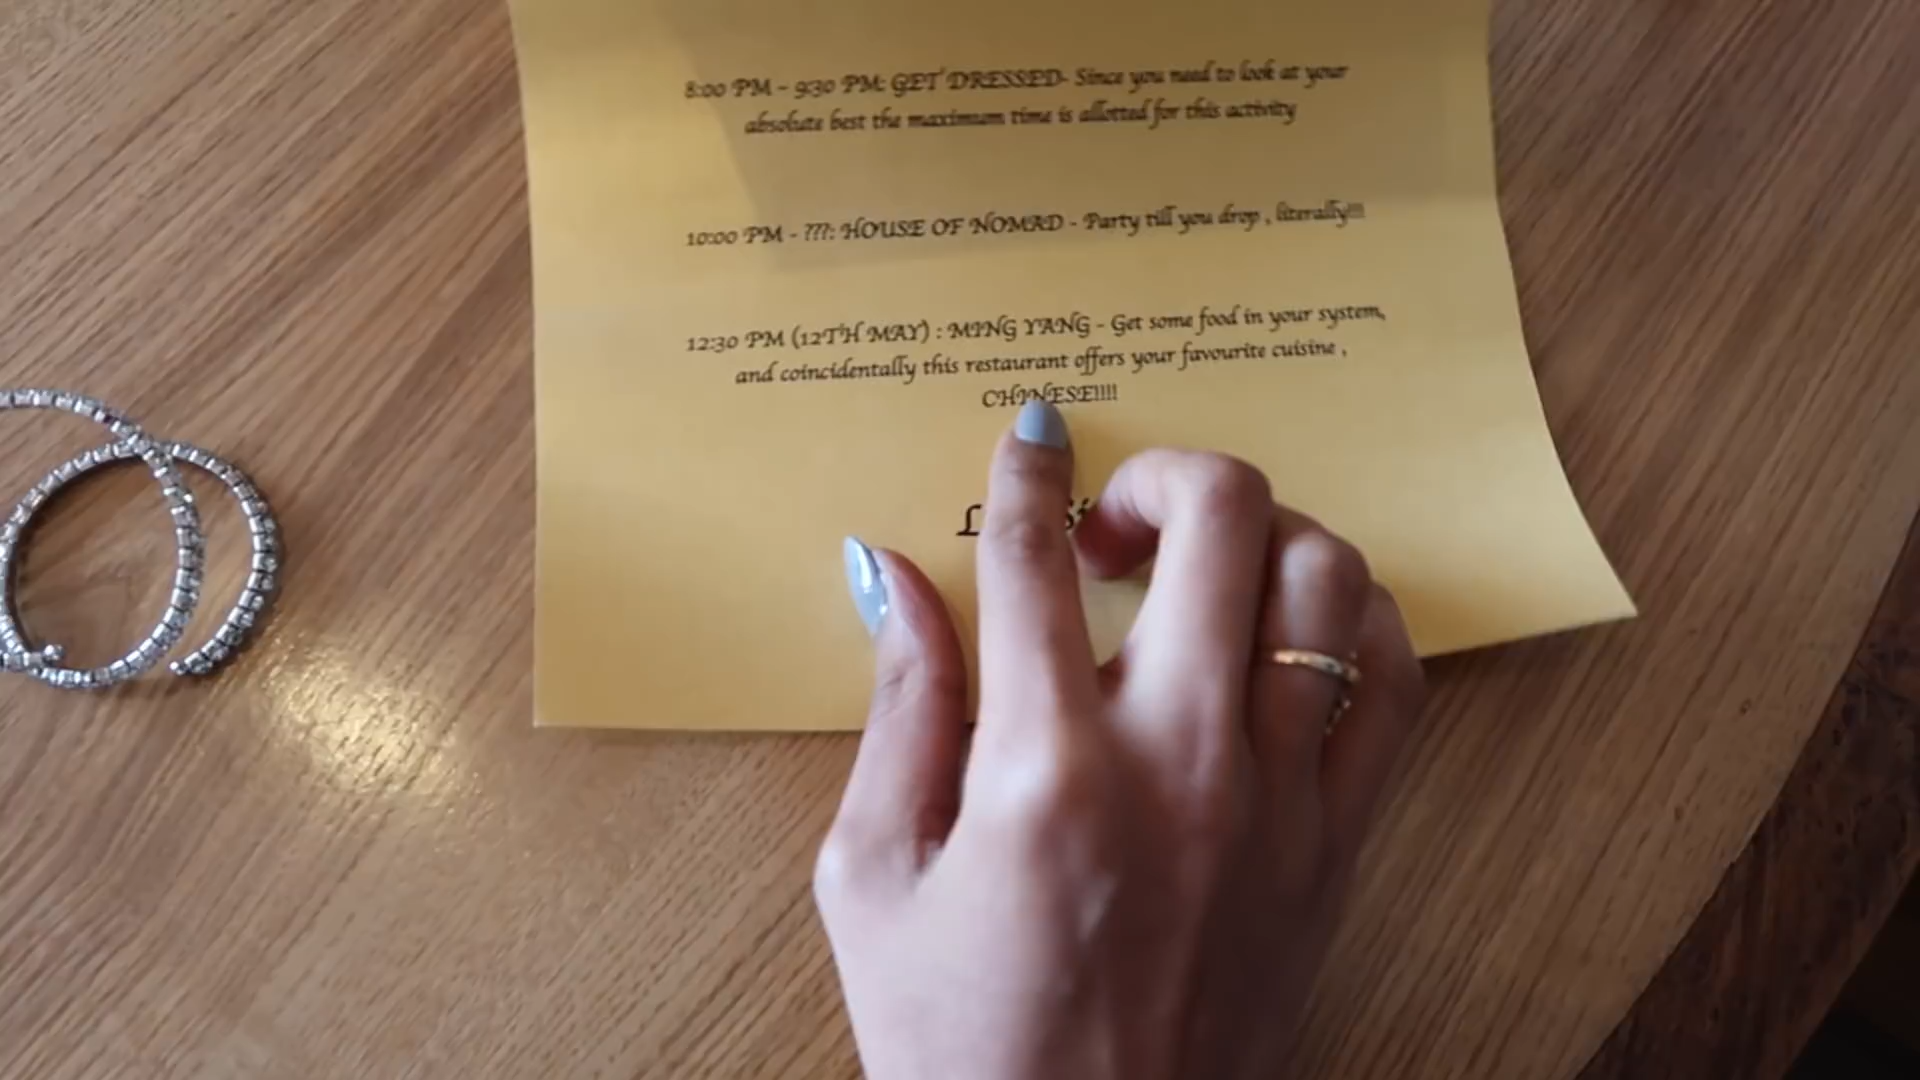 8:00 PM - 9:30 PM: GET DRESSED- Since you need to look at your
absolute best the maximum time is allotted for this activity
10:00 PM - ???: HOUSE OF NOMAD - Party till you drop , literally!!!
12:30 PM (12TH MAY) : MING YANG - Get some food in your system,
and coincidentally this restaurant offers your favourite cuisine ,
CHINESE!!!!